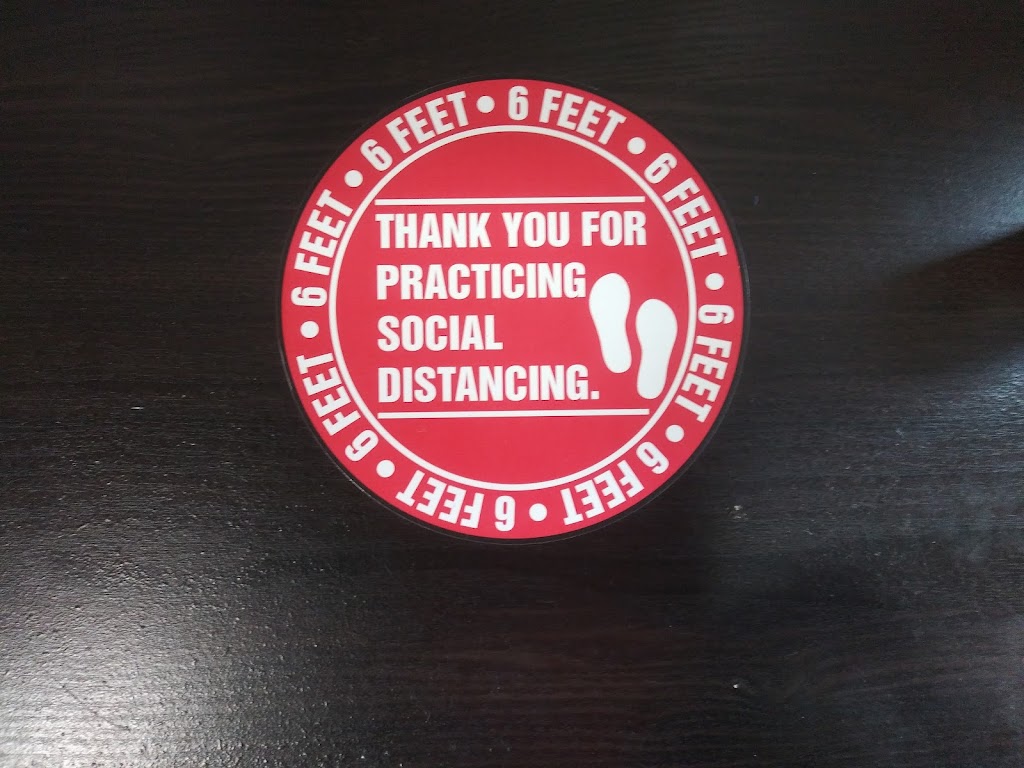 6 FEET • 6 FEET • 6 FEET • 6 FEET • 6 FEET • 6 FEET • 6 FEET • 6 FEET •
THANK YOU FOR
PRACTICING
SOCIAL
DISTANCING.